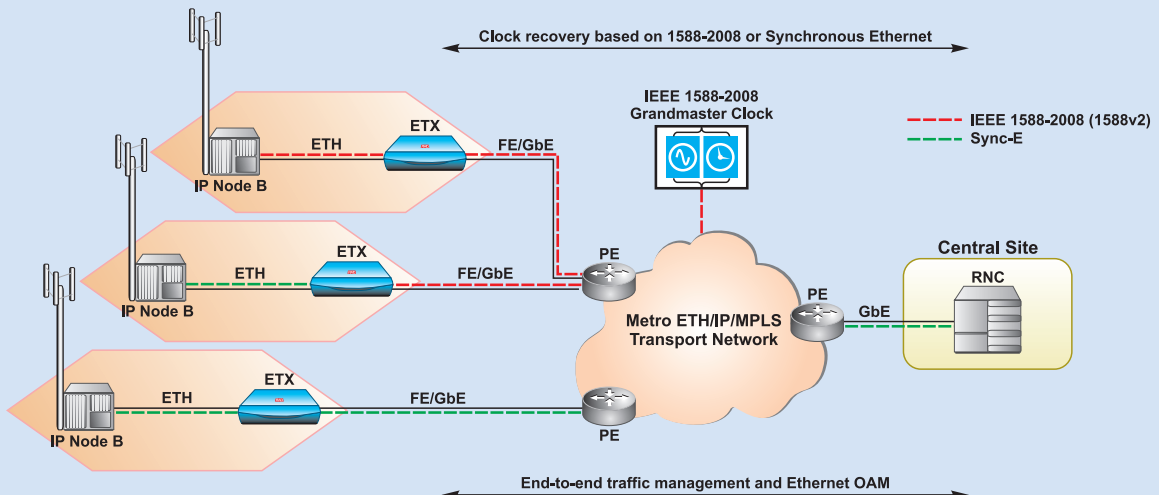 Clock recovery based on 1588-2008 or Synchronous Ethernet
IEEE 1588-2008
Grandmaster Clock
IEEE 1588-2008 (1588v2)
Sync-E
ETX
ETH
FE/GbE
IP Node B
ETX
ETH
FE/GbE
IP Node B
PE
Metro ETH/IP/MPLS
Transport Network
PE
GbE
Central Site
RNC
ETX
ETH
FE/GbE
IP Node B
PE
End-to-end traffic management and Ethernet OAM